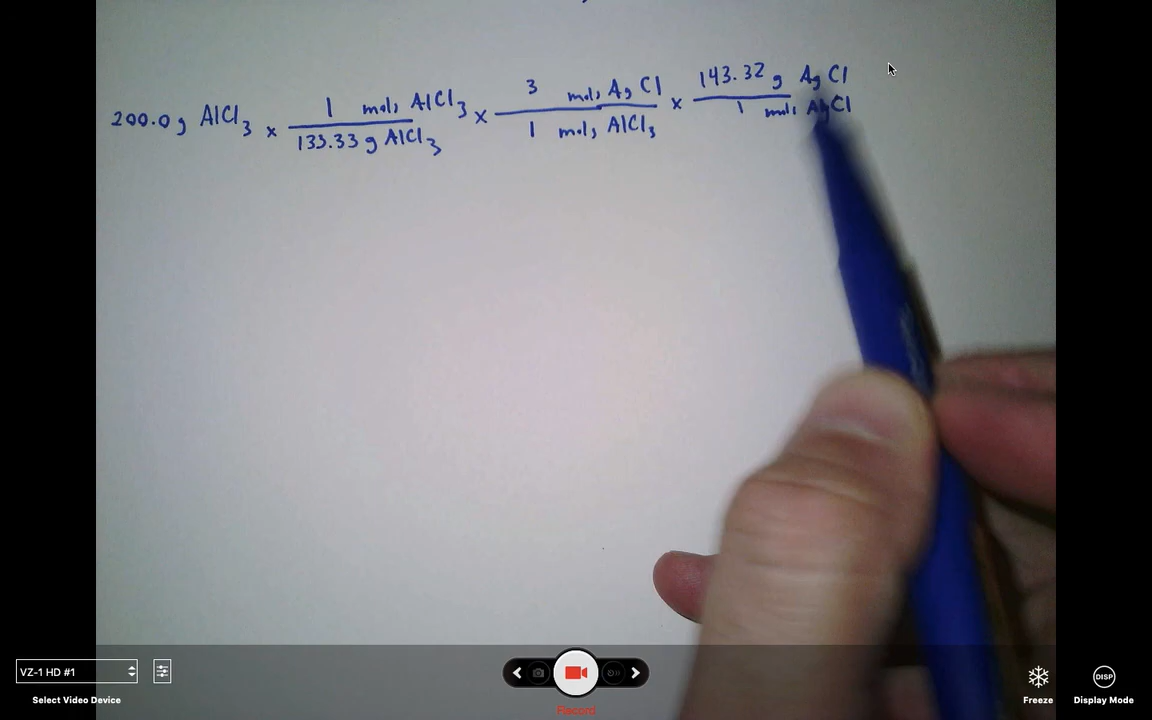 200.0 g AlCl3 × 1 mols AlCl3 / 133.33 g AlCl3 × 3 mols AgCl / 1 mols AlCl3 × 143.32 g AgCl / 1 mols AgCl
VZ-1 HD #1
Select Video Device
Record
Freeze
DISP
Display Mode